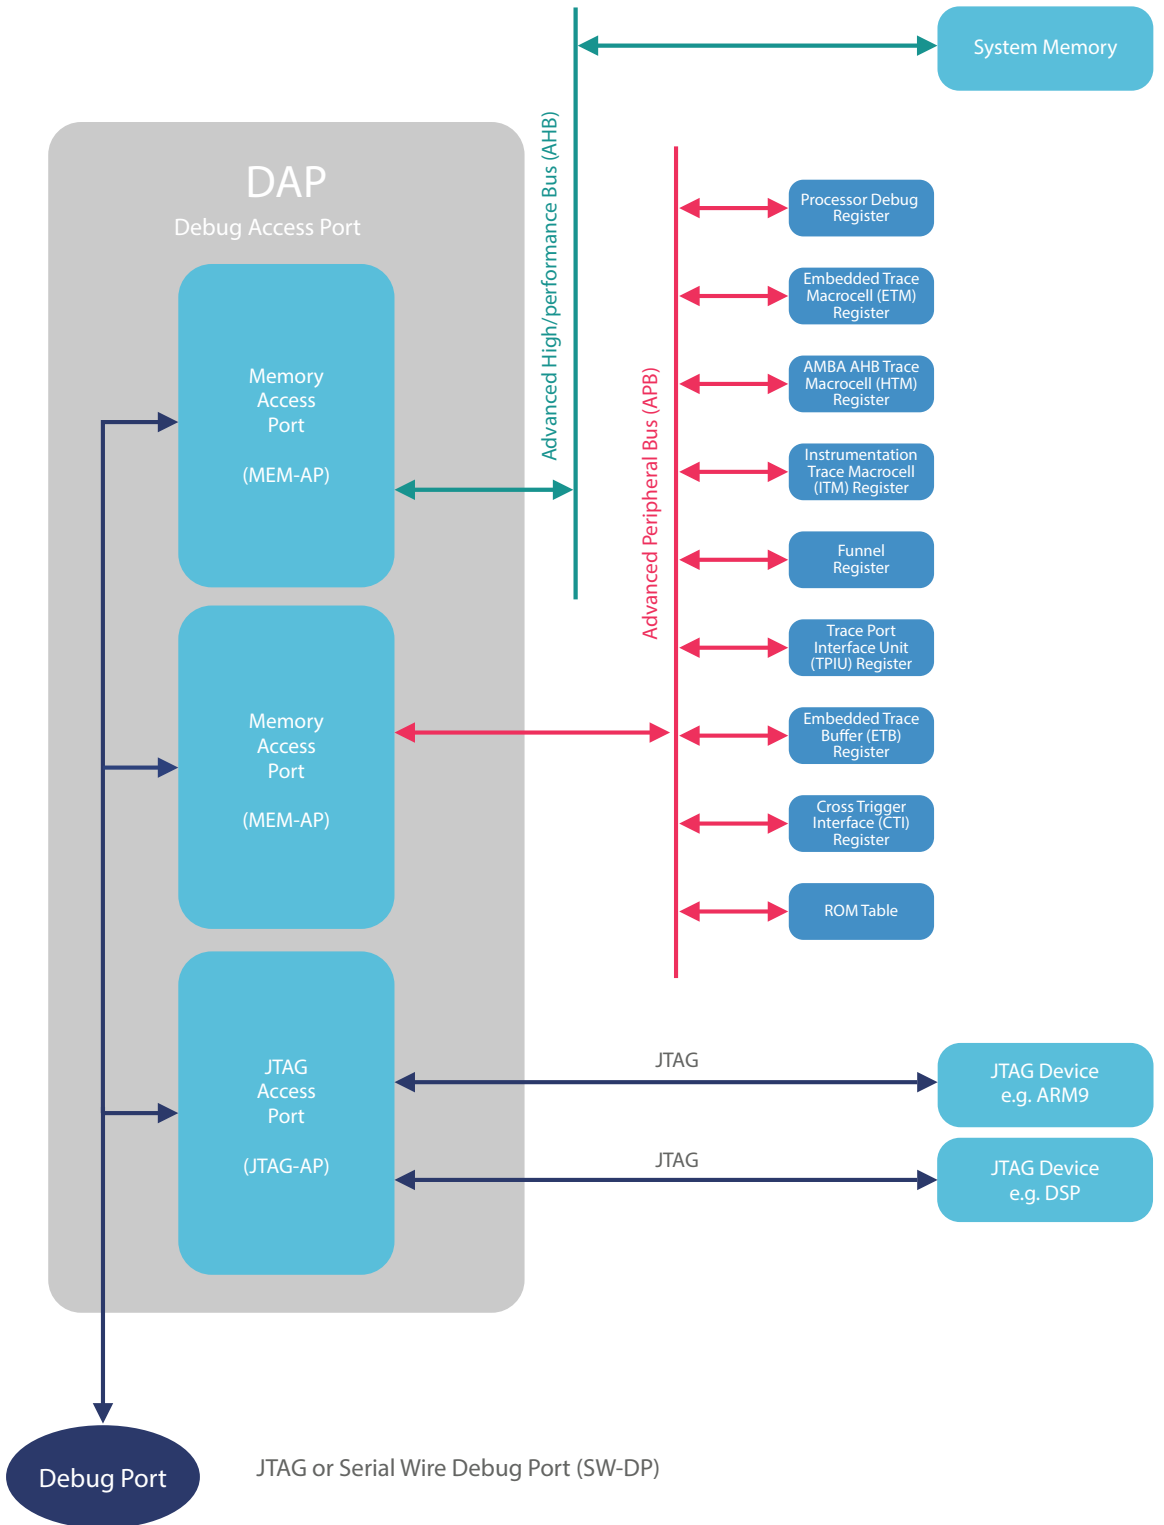 System Memory
DAP
Debug Access Port
Advanced High/performance Bus (AHB)
Advanced Peripheral Bus (APB)
Memory
Access
Port
(MEM-AP)
Memory
Access
Port
(MEM-AP)
JTAG
Access
Port
(JTAG-AP)
Processor Debug
Register
Embedded Trace
Macrocell (ETM)
Register
AMBA AHB Trace
Macrocell (HTM)
Register
Instrumentation
Trace Macrocell
(ITM) Register
Funnel
Register
Trace Port
Interface Unit
(TPIU) Register
Embedded Trace
Buffer (ETB)
Register
Cross Trigger
Interface (CTI)
Register
ROM Table
JTAG
JTAG Device
e.g. ARM9
JTAG
JTAG Device
e.g. DSP
Debug Port
JTAG or Serial Wire Debug Port (SW-DP)